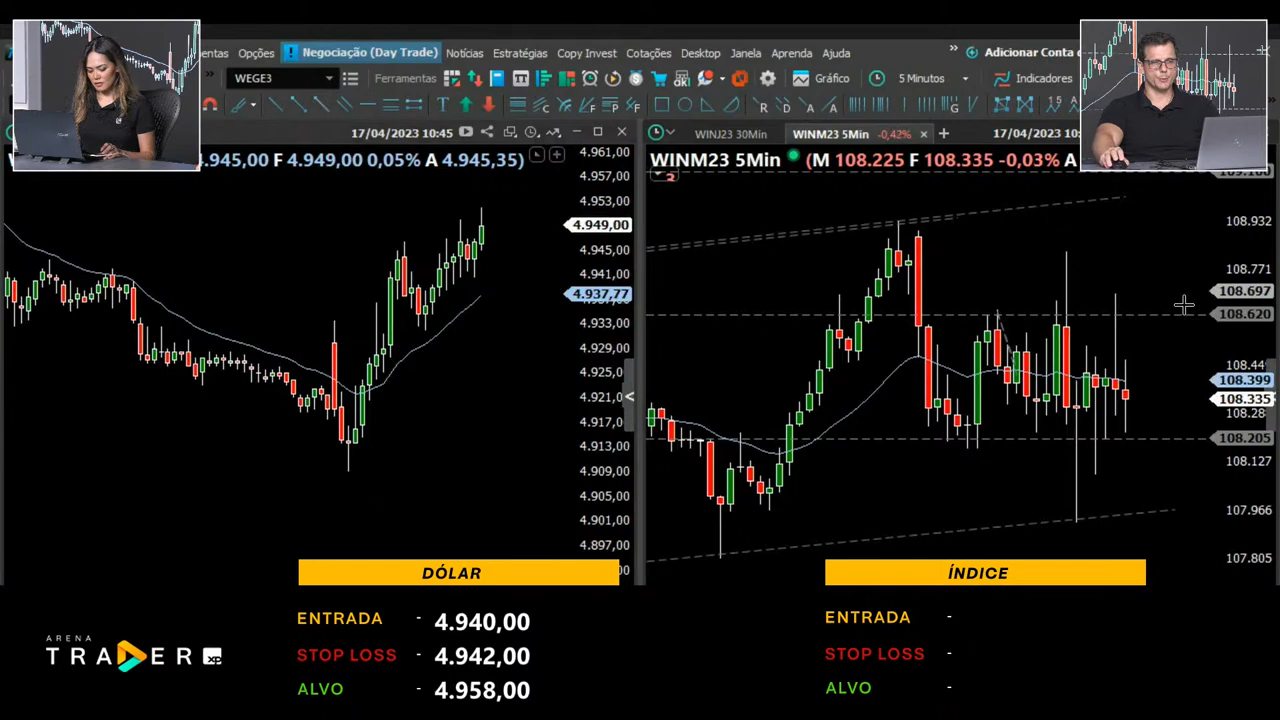 entas Opções Negociação (Day Trade) Notícias Estratégias Copy Invest Cotações Desktop Janela Aprenda Ajuda » Adicionar Conta d
» WEGE3 Ferramentas Gráfico 5 Minutos Indicadores
17/04/2023 10:45
WINJ23 30Min WINM23 5Min -0,42% 17/04/2023 10:
4.945,00 F 4.949,00 0,05% A 4.945,35)
WINM23 5Min (M 108.225 F 108.335 -0,03% A
3
4.961,00
4.957,00
4.953,00
4.949,00
4.945,00
4.941,00
4.937,77
4.933,00
4.929,00
4.925,00
4.921,00
4.917,00
4.913,00
4.909,00
4.905,00
4.901,00
4.897,00
108.932
108.771
108.697
108.620
108.44
108.399
108.335
108.28
108.205
108.127
107.966
107.805
DÓLAR
ENTRADA - 4.940,00
STOP LOSS - 4.942,00
ALVO - 4.958,00
ÍNDICE
ENTRADA -
STOP LOSS -
ALVO -
ARENA
TRADER xp